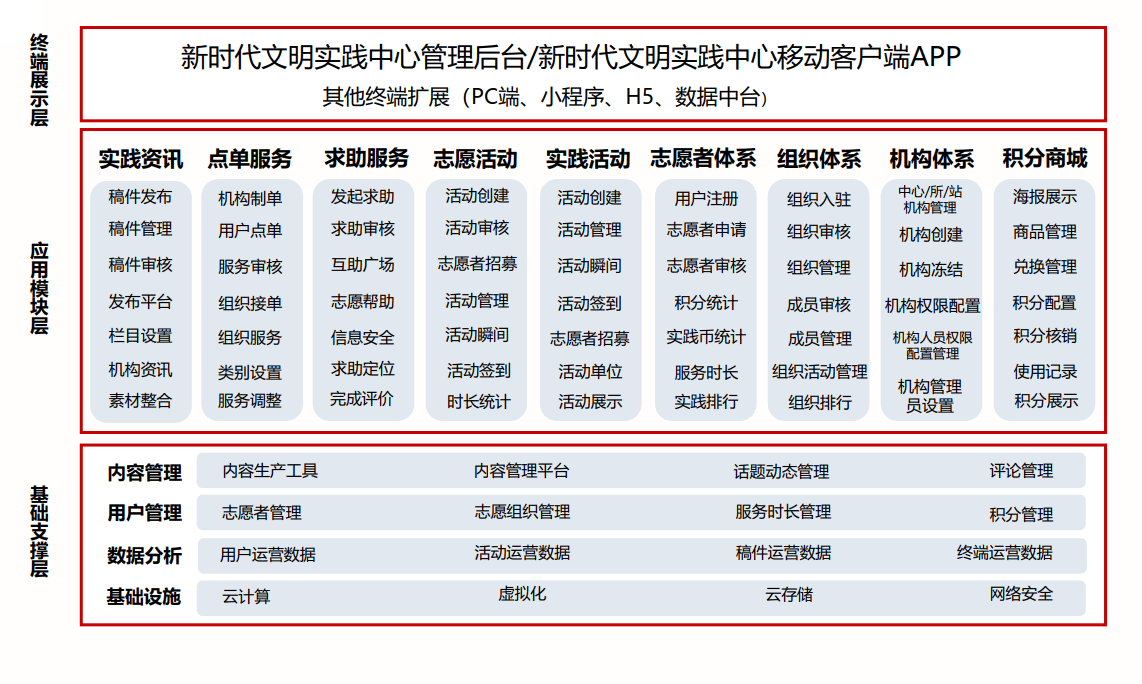 终端展示层
新时代文明实践中心管理后台/新时代文明实践中心移动客户端APP
其他终端扩展（PC端、小程序、H5、数据中台）
应用模块层
实践资讯
稿件发布
稿件管理
稿件审核
发布平台
栏目设置
机构资讯
素材整合
点单服务
机构制单
用户点单
服务审核
组织接单
组织服务
类别设置
服务调整
求助服务
发起求助
求助审核
互助广场
志愿帮助
信息安全
求助定位
完成评价
志愿活动
活动创建
活动审核
志愿者招募
活动管理
活动瞬间
活动签到
时长统计
实践活动
活动创建
活动管理
活动瞬间
活动签到
志愿者招募
活动单位
活动展示
志愿者体系
用户注册
志愿者申请
志愿者审核
积分统计
实践币统计
服务时长
实践排行
组织体系
组织入驻
组织审核
组织管理
成员审核
成员管理
组织活动管理
组织排行
机构体系
中心/所/站
机构管理
机构创建
机构冻结
机构权限配置
机构人员权限
配置管理
机构管理
员设置
积分商城
海报展示
商品管理
兑换管理
积分配置
积分核销
使用记录
积分展示
基础支撑层
内容管理 内容生产工具 内容管理平台 话题动态管理 评论管理
用户管理 志愿者管理 志愿组织管理 服务时长管理 积分管理
数据分析 用户运营数据 活动运营数据 稿件运营数据 终端运营数据
基础设施 云计算 虚拟化 云存储 网络安全